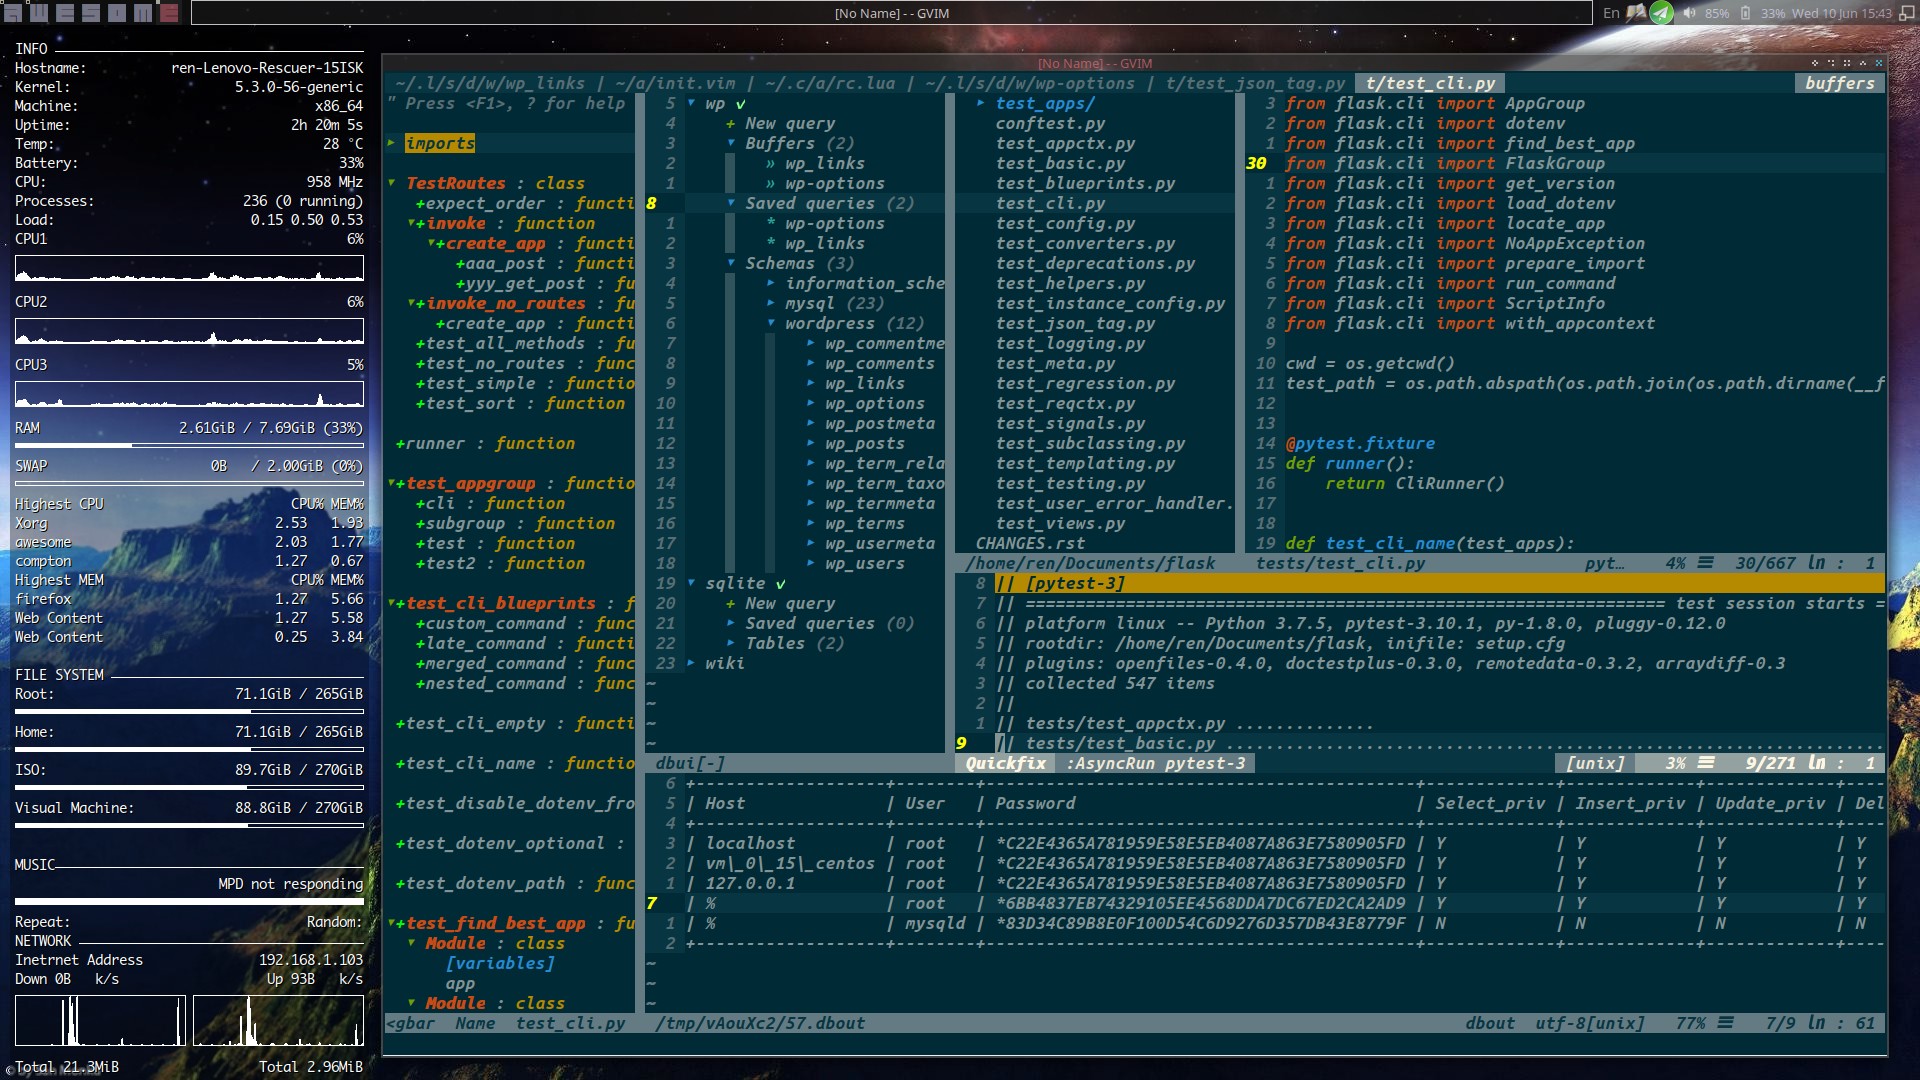 AWESOME
[No Name] - - GVIM
En 85% 33% Wed 10 Jun 15:43
INFO
Hostname: ren-Lenovo-Rescuer-15ISK
Kernel: 5.3.0-56-generic
Machine: x86_64
Uptime: 2h 20m 5s
Temp: 28 °C
Battery: 33%
CPU: 958 MHz
Processes: 236 (0 running)
Load: 0.15 0.50 0.53
CPU1 6%
CPU2 6%
CPU3 5%
RAM 2.61GiB / 7.69GiB (33%)
SWAP 0B / 2.00GiB (0%)
Highest CPU CPU% MEM%
Xorg 2.53 1.93
awesome 2.03 1.77
compton 1.27 0.67
Highest MEM CPU% MEM%
firefox 1.27 5.66
Web Content 1.27 5.58
Web Content 0.25 3.84
FILE SYSTEM
Root: 71.1GiB / 265GiB
Home: 71.1GiB / 265GiB
ISO: 89.7GiB / 270GiB
Visual Machine: 88.8GiB / 270GiB
MUSIC
MPD not responding
Repeat: Random:
NETWORK
Inetrnet Address 192.168.1.103
Down 0B k/s Up 93B k/s
Total 21.3MiB Total 2.96MiB
[No Name] - - GVIM
~/.l/s/d/w/wp_links | ~/a/init.vim | ~/.c/a/rc.lua | ~/.l/s/d/w/wp-options | t/test_json_tag.py t/test_cli.py buffers
" Press <F1>, ? for help
▸ imports
▾ TestRoutes : class
+expect_order : functi
▾+invoke : function
▾+create_app : functi
+aaa_post : functi
+yyy_get_post : fu
▾+invoke_no_routes : fu
+create_app : functi
+test_all_methods : fu
+test_no_routes : func
+test_simple : functio
+test_sort : function
+runner : function
▾+test_appgroup : functio
+cli : function
+subgroup : function
+test : function
+test2 : function
▾+test_cli_blueprints : f
+custom_command : func
+late_command : functi
+merged_command : func
+nested_command : func
+test_cli_empty : functi
+test_cli_name : functio
+test_disable_dotenv_fro
+test_dotenv_optional :
+test_dotenv_path : func
▾+test_find_best_app : fu
▾ Module : class
[variables]
app
▾ Module : class
<gbar Name test_cli.py
5 ▾ wp ✓
4 + New query
3 ▾ Buffers (2)
2 » wp_links
1 » wp-options
8 ▾ Saved queries (2)
1 * wp-options
2 * wp_links
3 ▾ Schemas (3)
4 ▸ information_sche
5 ▸ mysql (23)
6 ▾ wordpress (12)
7 ▸ wp_commentme
8 ▸ wp_comments
9 ▸ wp_links
10 ▸ wp_options
11 ▸ wp_postmeta
12 ▸ wp_posts
13 ▸ wp_term_rela
14 ▸ wp_term_taxo
15 ▸ wp_termmeta
16 ▸ wp_terms
17 ▸ wp_usermeta
18 ▸ wp_users
19 ▾ sqlite ✓
20 + New query
21 ▸ Saved queries (0)
22 ▸ Tables (2)
23 ▸ wiki
~
~
~
~
dbui[-]
▸ test_apps/
conftest.py
test_appctx.py
test_basic.py
test_blueprints.py
test_cli.py
test_config.py
test_converters.py
test_deprecations.py
test_helpers.py
test_instance_config.py
test_json_tag.py
test_logging.py
test_meta.py
test_regression.py
test_reqctx.py
test_signals.py
test_subclassing.py
test_templating.py
test_testing.py
test_user_error_handler.
test_views.py
CHANGES.rst
/home/ren/Documents/flask
3 from flask.cli import AppGroup
2 from flask.cli import dotenv
1 from flask.cli import find_best_app
30 from flask.cli import FlaskGroup
1 from flask.cli import get_version
2 from flask.cli import load_dotenv
3 from flask.cli import locate_app
4 from flask.cli import NoAppException
5 from flask.cli import prepare_import
6 from flask.cli import run_command
7 from flask.cli import ScriptInfo
8 from flask.cli import with_appcontext
9
10 cwd = os.getcwd()
11 test_path = os.path.abspath(os.path.join(os.path.dirname(__f
12
13
14 @pytest.fixture
15 def runner():
16 return CliRunner()
17
18
19 def test_cli_name(test_apps):
tests/test_cli.py pyt… 4% ☰ 30/667 ln : 1
8 || [pytest-3]
7 || ================================================================ test session starts =
6 || platform linux -- Python 3.7.5, pytest-3.10.1, py-1.8.0, pluggy-0.12.0
5 || rootdir: /home/ren/Documents/flask, inifile: setup.cfg
4 || plugins: openfiles-0.4.0, doctestplus-0.3.0, remotedata-0.3.2, arraydiff-0.3
3 || collected 547 items
2 ||
1 || tests/test_appctx.py ..............
9 || tests/test_basic.py ..................................................................
Quickfix :AsyncRun pytest-3 [unix] 3% ☰ 9/271 ln : 1
6 +-------------------+--------+-------------------------------------------+-------------+-------------+-------------+----
5 | Host | User | Password | Select_priv | Insert_priv | Update_priv | Del
4 +-------------------+--------+-------------------------------------------+-------------+-------------+-------------+----
3 | localhost | root | *C22E4365A781959E58E5EB4087A863E7580905FD | Y | Y | Y | Y
2 | vm\_0\_15\_centos | root | *C22E4365A781959E58E5EB4087A863E7580905FD | Y | Y | Y | Y
1 | 127.0.0.1 | root | *C22E4365A781959E58E5EB4087A863E7580905FD | Y | Y | Y | Y
7 | % | root | *6BB4837EB74329105EE4568DDA7DC67ED2CA2AD9 | Y | Y | Y | Y
1 | % | mysqld | *83D34C89B8E0F100D54C6D9276D357DB43E8779F | N | N | N | N
2 +-------------------+--------+-------------------------------------------+-------------+-------------+-------------+----
~
~
~
/tmp/vAouXc2/57.dbout dbout utf-8[unix] 77% ☰ 7/9 ln : 61